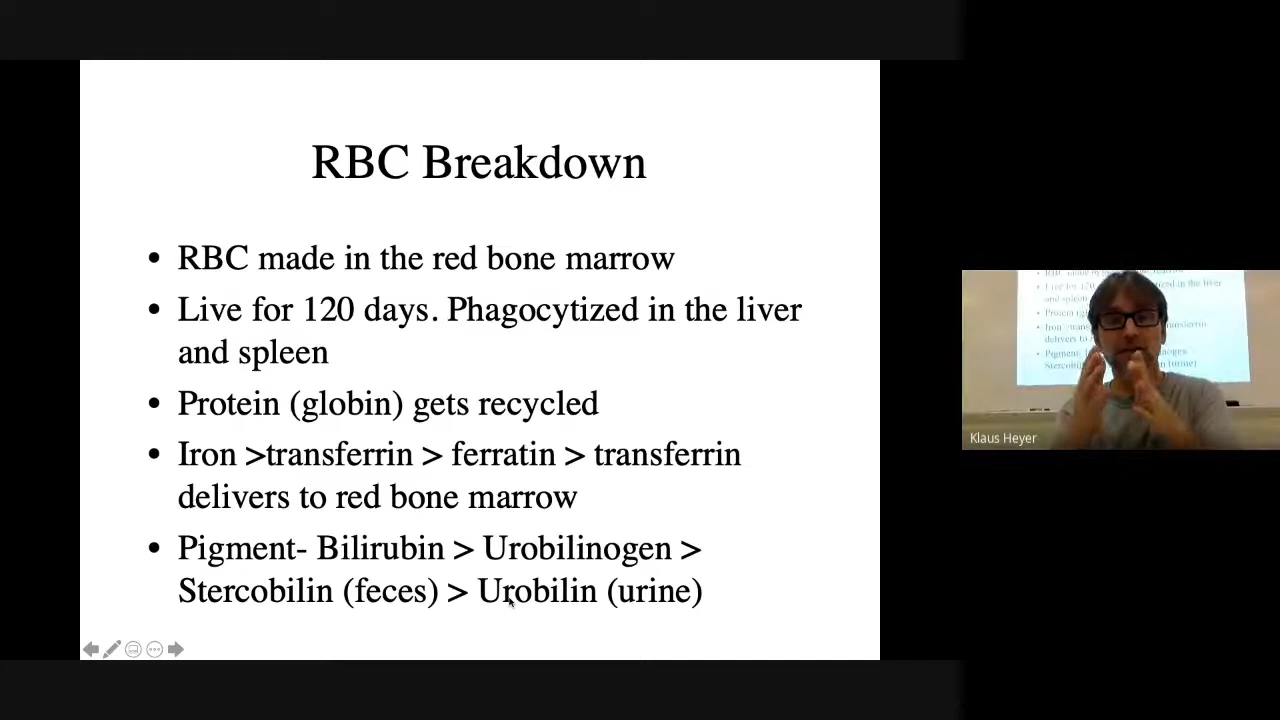 RBC Breakdown
• RBC made in the red bone marrow
• Live for 120 days. Phagocytized in the liver
and spleen
• Protein (globin) gets recycled
• Iron >transferrin > ferratin > transferrin
delivers to red bone marrow
• Pigment- Bilirubin > Urobilinogen >
Stercobilin (feces) > Urobilin (urine)
Klaus Heyer